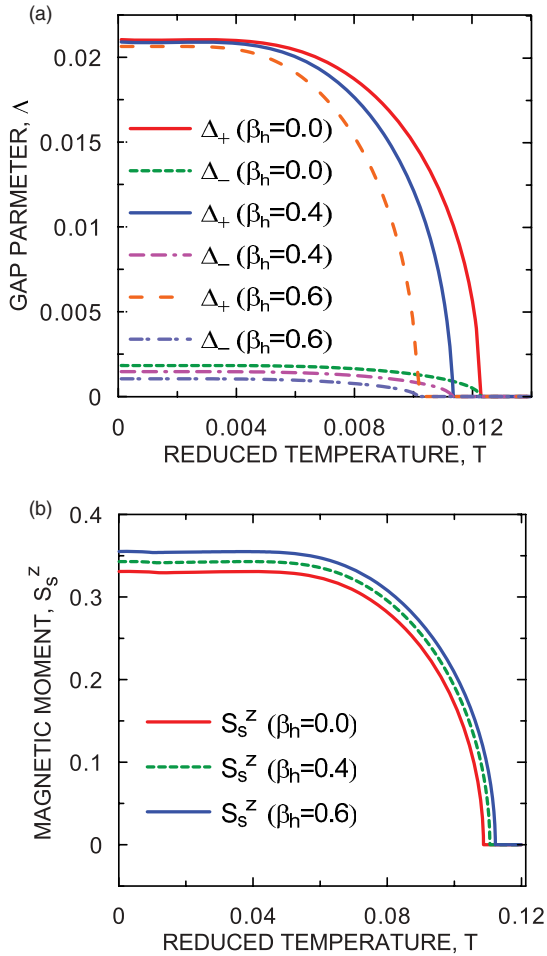 (a)
0.02
0.015
0.01
0.005
0
GAP PARMETER, Λ
Δ₊ (βₕ=0.0)
Δ₋ (βₕ=0.0)
Δ₊ (βₕ=0.4)
Δ₋ (βₕ=0.4)
Δ₊ (βₕ=0.6)
Δ₋ (βₕ=0.6)
0 0.004 0.008 0.012
REDUCED TEMPERATURE, T
(b)
0.4
0.3
0.2
0.1
0
MAGNETIC MOMENT, Sₛᶻ
Sₛᶻ (βₕ=0.0)
Sₛᶻ (βₕ=0.4)
Sₛᶻ (βₕ=0.6)
0 0.04 0.08 0.12
REDUCED TEMPERATURE, T